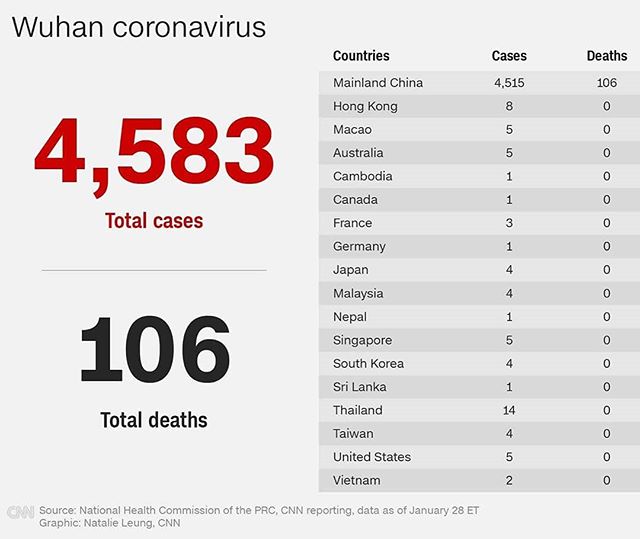 Wuhan coronavirus
4,583
Total cases
106
Total deaths
Countries Cases Deaths
Mainland China 4,515 106
Hong Kong 8 0
Macao 5 0
Australia 5 0
Cambodia 1 0
Canada 1 0
France 3 0
Germany 1 0
Japan 4 0
Malaysia 4 0
Nepal 1 0
Singapore 5 0
South Korea 4 0
Sri Lanka 1 0
Thailand 14 0
Taiwan 4 0
United States 5 0
Vietnam 2 0
CNN Source: National Health Commission of the PRC, CNN reporting, data as of January 28 ET
Graphic: Natalie Leung, CNN